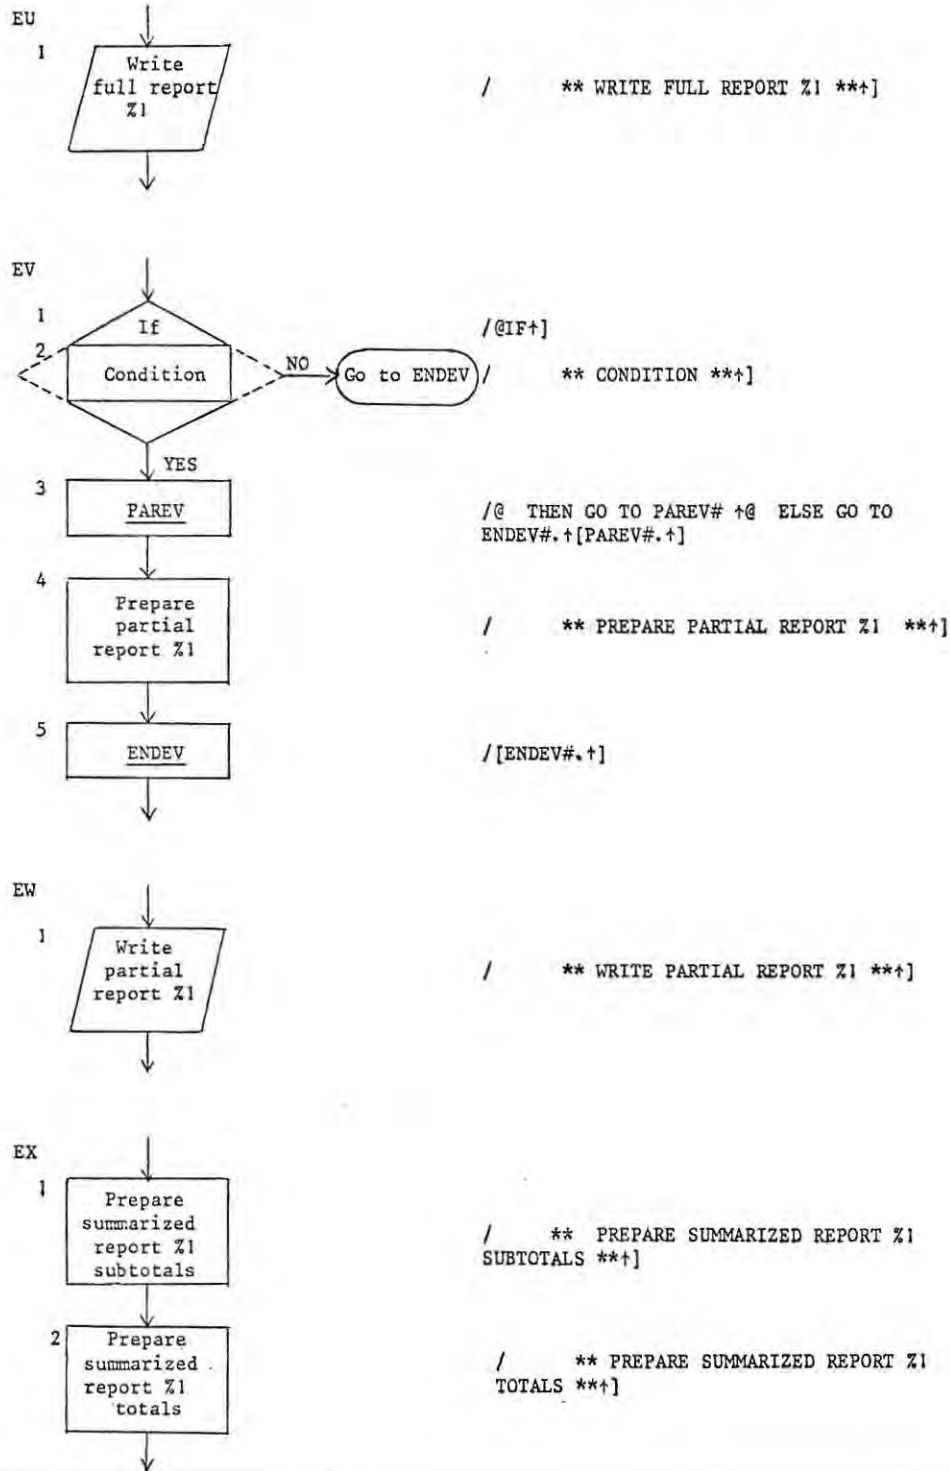 EU
1
Write
full report
%1
/ ** WRITE FULL REPORT %1 **↑]
EV
1
If
/@IF↑]
2
Condition
NO
Go to ENDEV
/ ** CONDITION **↑]
YES
3
PAREV
/@ THEN GO TO PAREV# ↑@ ELSE GO TO
ENDEV#.↑[PAREV#.↑]
4
Prepare
partial
report %1
/ ** PREPARE PARTIAL REPORT %1 **↑]
5
ENDEV
/[ENDEV#.↑]
EW
1
Write
partial
report %1
/ ** WRITE PARTIAL REPORT %1 **↑]
EX
1
Prepare
summarized
report %1
subtotals
/ ** PREPARE SUMMARIZED REPORT %1
SUBTOTALS **↑]
2
Prepare
summarized
report %1
totals
/ ** PREPARE SUMMARIZED REPORT %1
TOTALS **↑]